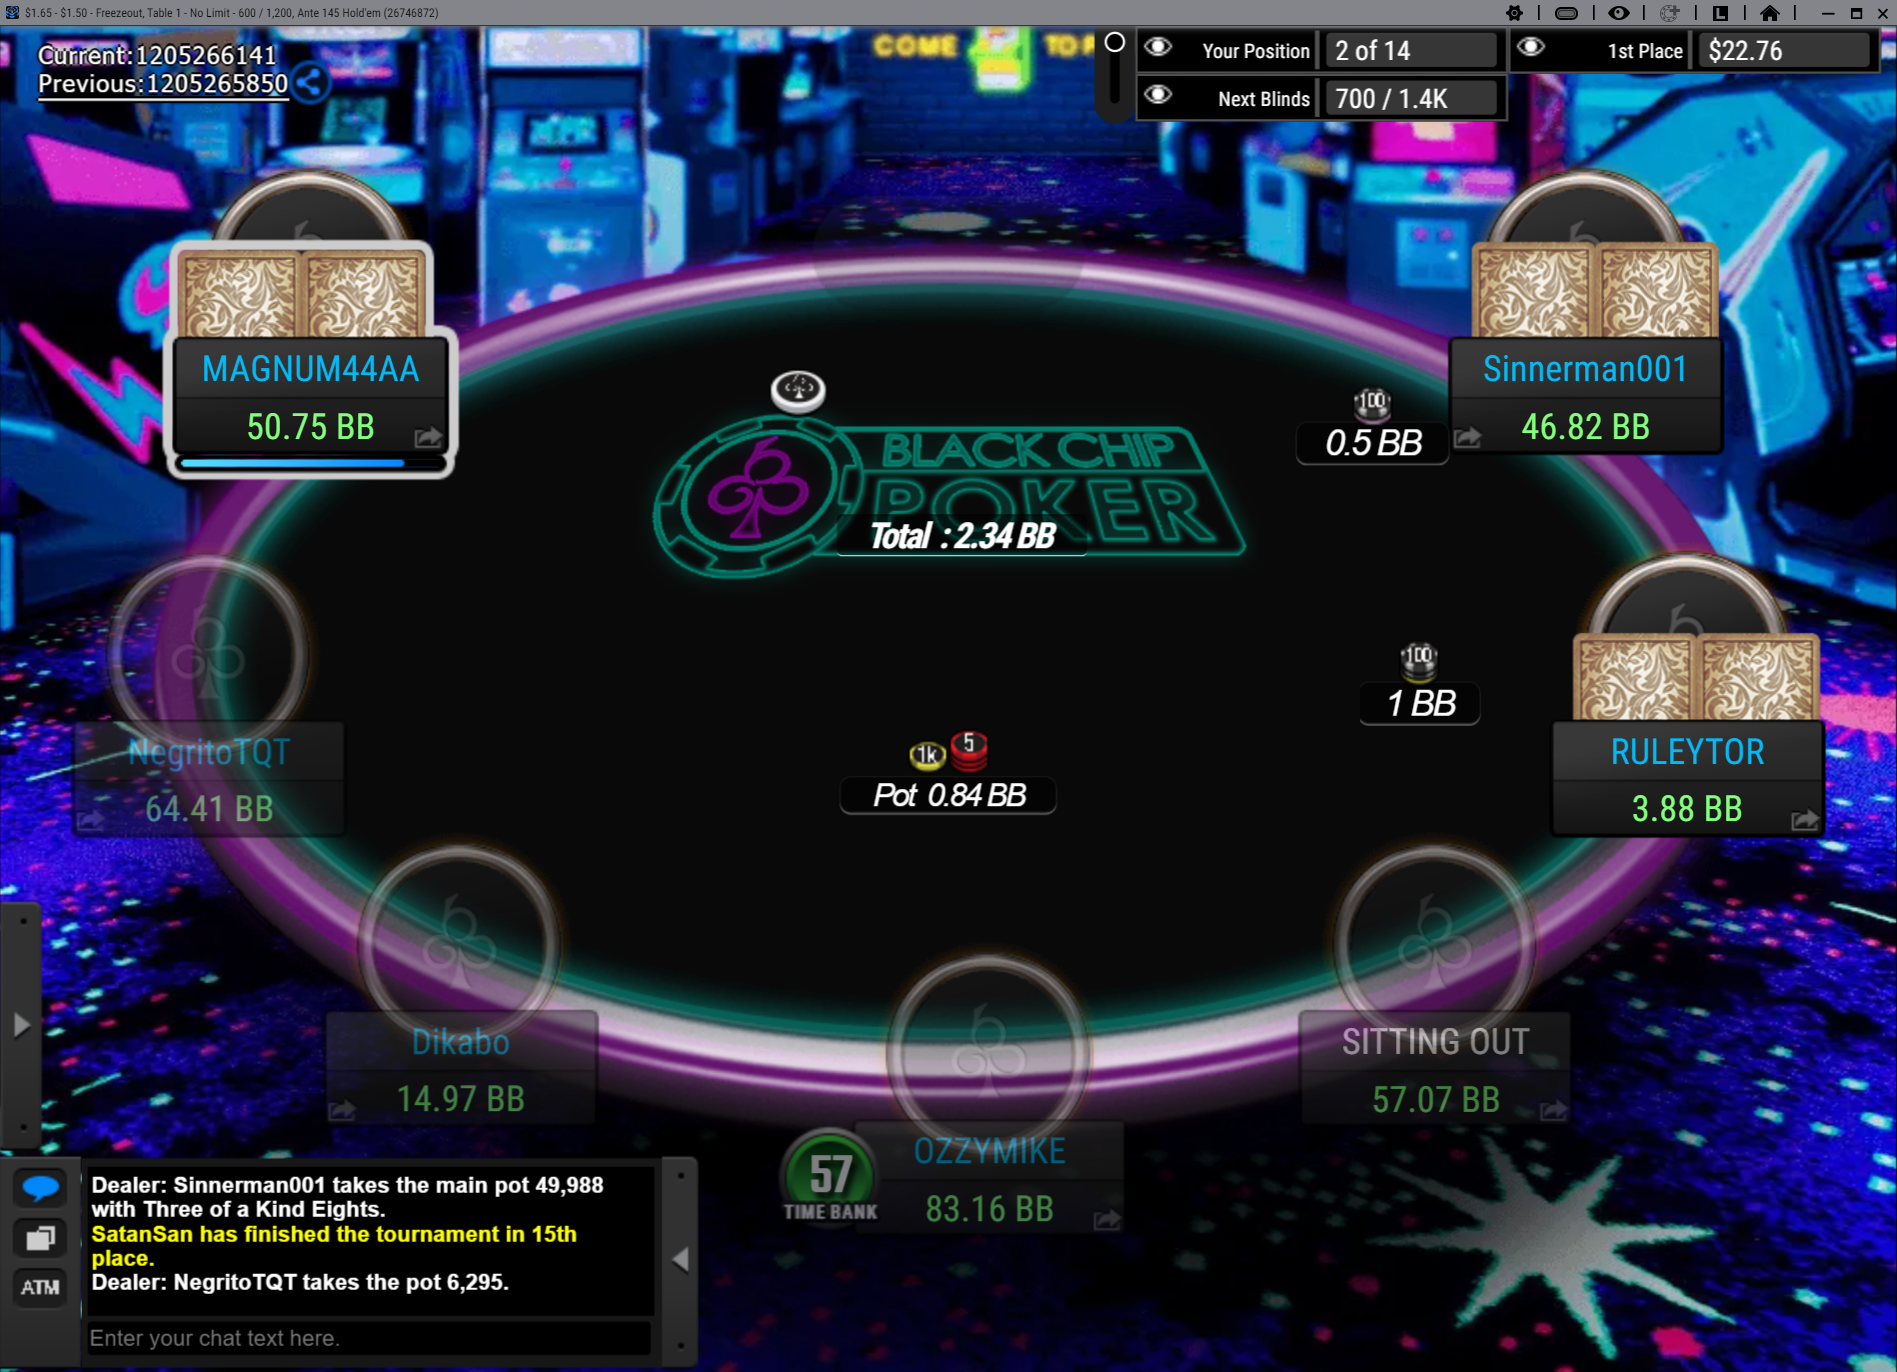 $1.65 - $1.50 - Freezeout, Table 1 - No Limit - 600 / 1,200, Ante 145 Hold'em (26746872)
L
Current:1205266141
Previous:1205265850
COME
TO P
Your Position
2 of 14
1st Place
$22.76
Next Blinds
700 / 1.4K
MAGNUM44AA
50.75 BB
Sinnerman001
46.82 BB
100
0.5 BB
BLACK CHIP
POKER
Total : 2.34 BB
100
1 BB
RULEYTOR
3.88 BB
NegritoTQT
64.41 BB
1k
5
Pot 0.84 BB
Dikabo
14.97 BB
SITTING OUT
57.07 BB
57
TIME BANK
OZZYMIKE
83.16 BB
Dealer: Sinnerman001 takes the main pot 49,988
with Three of a Kind Eights.
SatanSan has finished the tournament in 15th
place.
Dealer: NegritoTQT takes the pot 6,295.
ATM
Enter your chat text here.